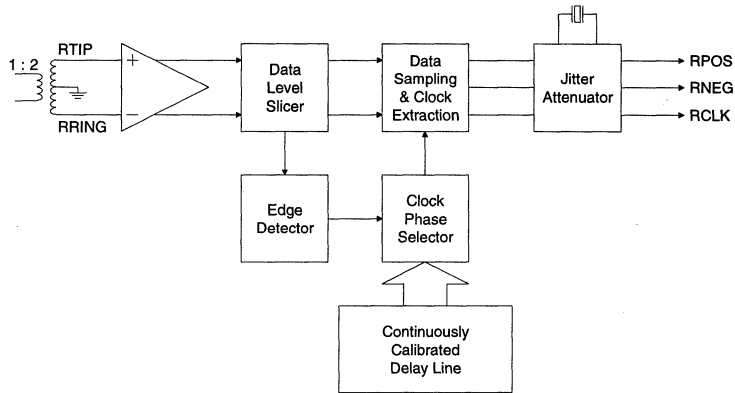 1 : 2
RTIP
+
−
RRING
Data
Level
Slicer
Data
Sampling
& Clock
Extraction
Jitter
Attenuator
RPOS
RNEG
RCLK
Edge
Detector
Clock
Phase
Selector
Continuously
Calibrated
Delay Line